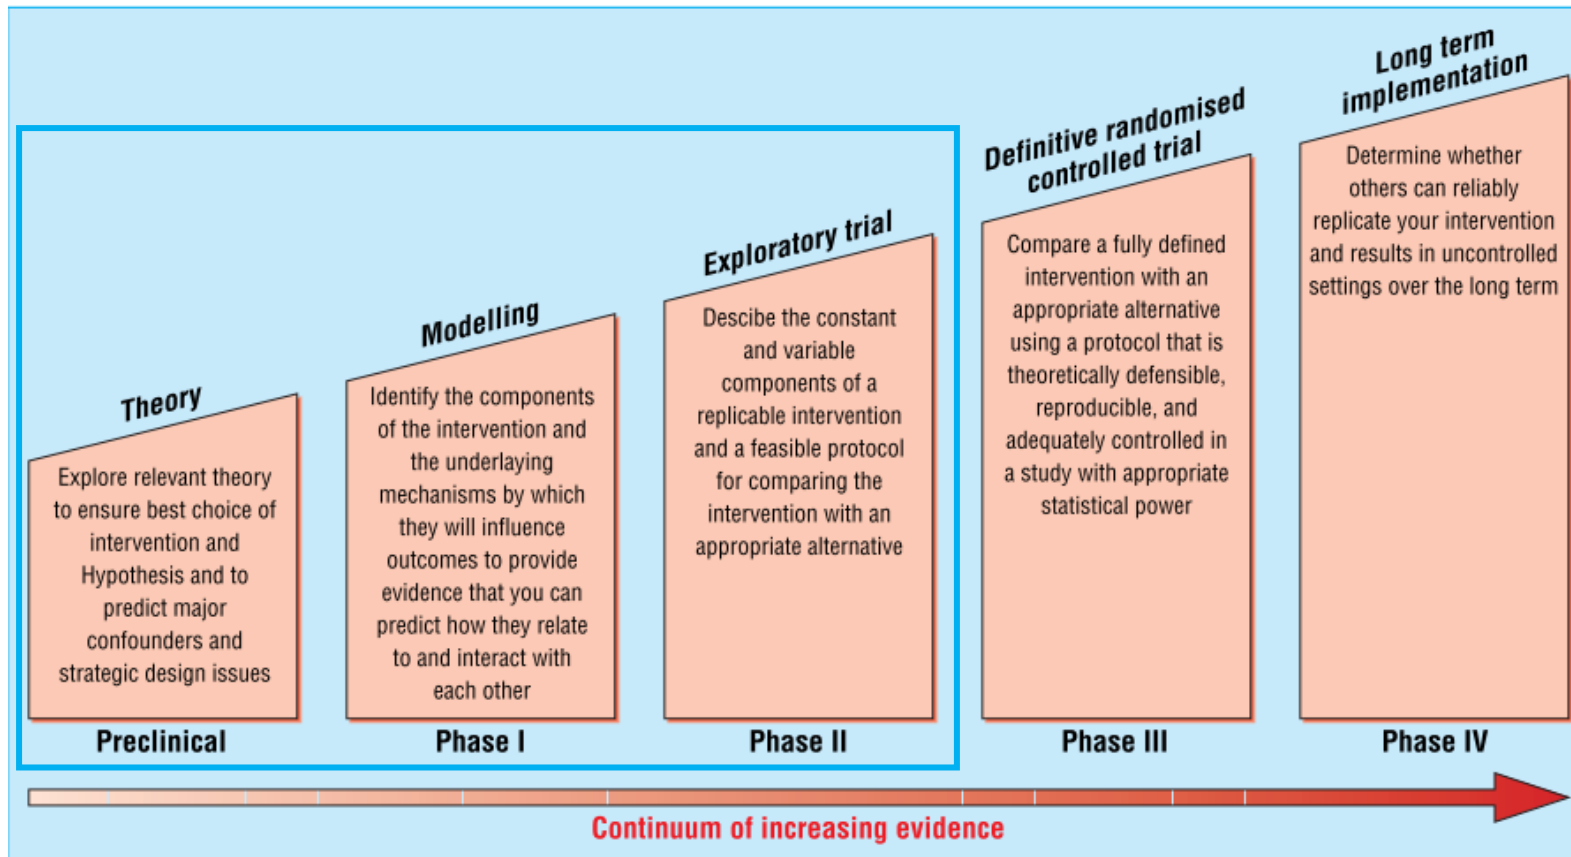 Theory
Explore relevant theory
to ensure best choice of
intervention and
Hypothesis and to
predict major
confounders and
strategic design issues
Preclinical
Modelling
Identify the components
of the intervention and
the underlaying
mechanisms by which
they will influence
outcomes to provide
evidence that you can
predict how they relate
to and interact with
each other
Phase I
Exploratory trial
Descibe the constant
and variable
components of a
replicable intervention
and a feasible protocol
for comparing the
intervention with an
appropriate alternative
Phase II
Definitive randomised
controlled trial
Compare a fully defined
intervention with an
appropriate alternative
using a protocol that is
theoretically defensible,
reproducible, and
adequately controlled in
a study with appropriate
statistical power
Phase III
Long term
implementation
Determine whether
others can reliably
replicate your intervention
and results in uncontrolled
settings over the long term
Phase IV
Continuum of increasing evidence